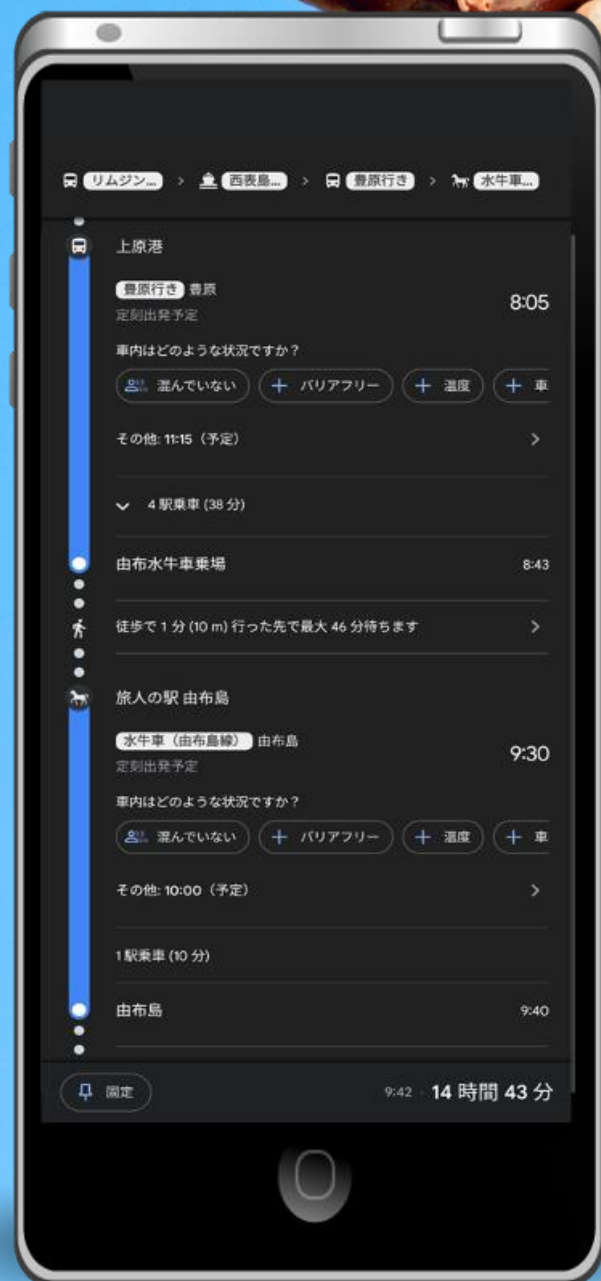 リムジン... > 西表島... > 豊原行き > 水牛車...
上原港
豊原行き 豊原
8:05
定刻出発予定
車内はどのような状況ですか？
混んでいない + バリアフリー + 温度 + 車
その他: 11:15（予定）
4 駅乗車 (38 分)
由布水牛車乗場 8:43
徒歩で 1 分 (10 m) 行った先で最大 46 分待ちます
旅人の駅 由布島
水牛車（由布島線） 由布島
9:30
定刻出発予定
車内はどのような状況ですか？
混んでいない + バリアフリー + 温度 + 車
その他: 10:00（予定）
1 駅乗車 (10 分)
由布島 9:40
固定 9:42 · 14 時間 43 分